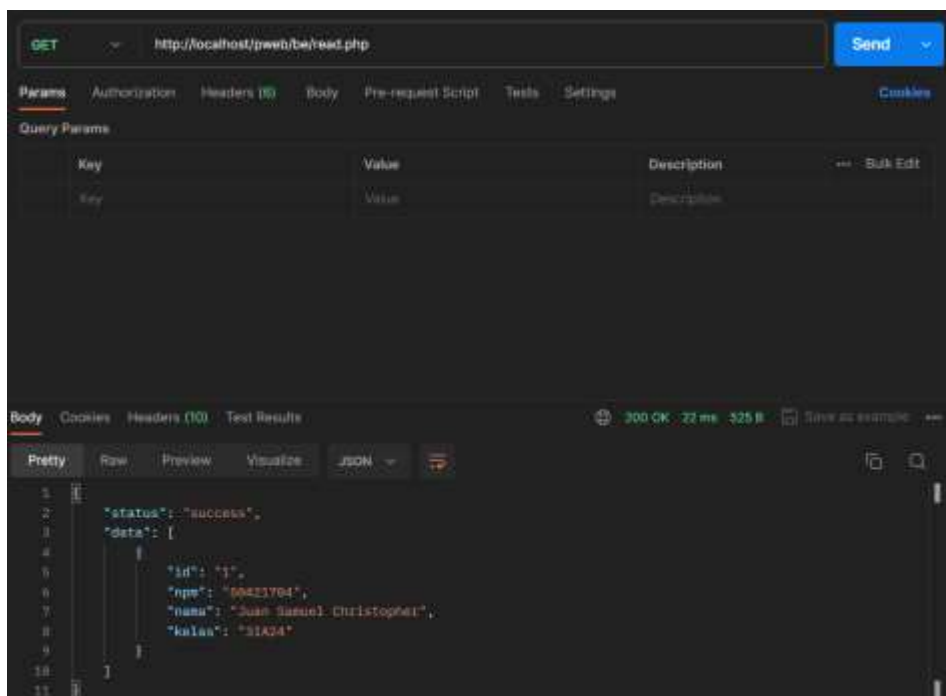 GET http://localhost/pweb/be/read.php Send
Params Authorization Headers (6) Body Pre-request Script Tests Settings Cookies
Query Params
Key Value Description ••• Bulk Edit
Key Value Description
Body Cookies Headers (10) Test Results 200 OK 22 ms 525 B Save as example •••
Pretty Raw Preview Visualize JSON
1 {
2 "status": "success",
3 "data": [
4 {
5 "id": "1",
6 "npm": "50421704",
7 "nama": "Juan Samuel Christopher",
8 "kelas": "3IA24"
9 }
10 ]
11 }